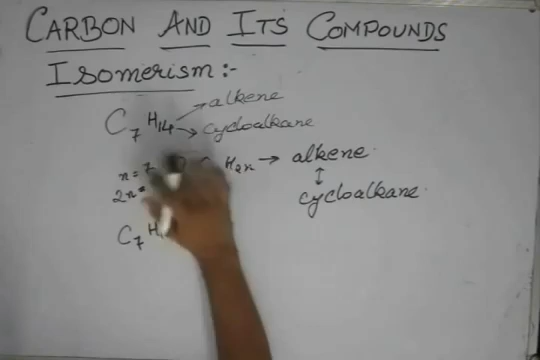 CARBON AND ITS COMPOUNDS
Isomerism:-
C7H14 → alkene
→ cycloalkane
n=7 H2n → alkene
2n= ↕ cycloalkane
C7H